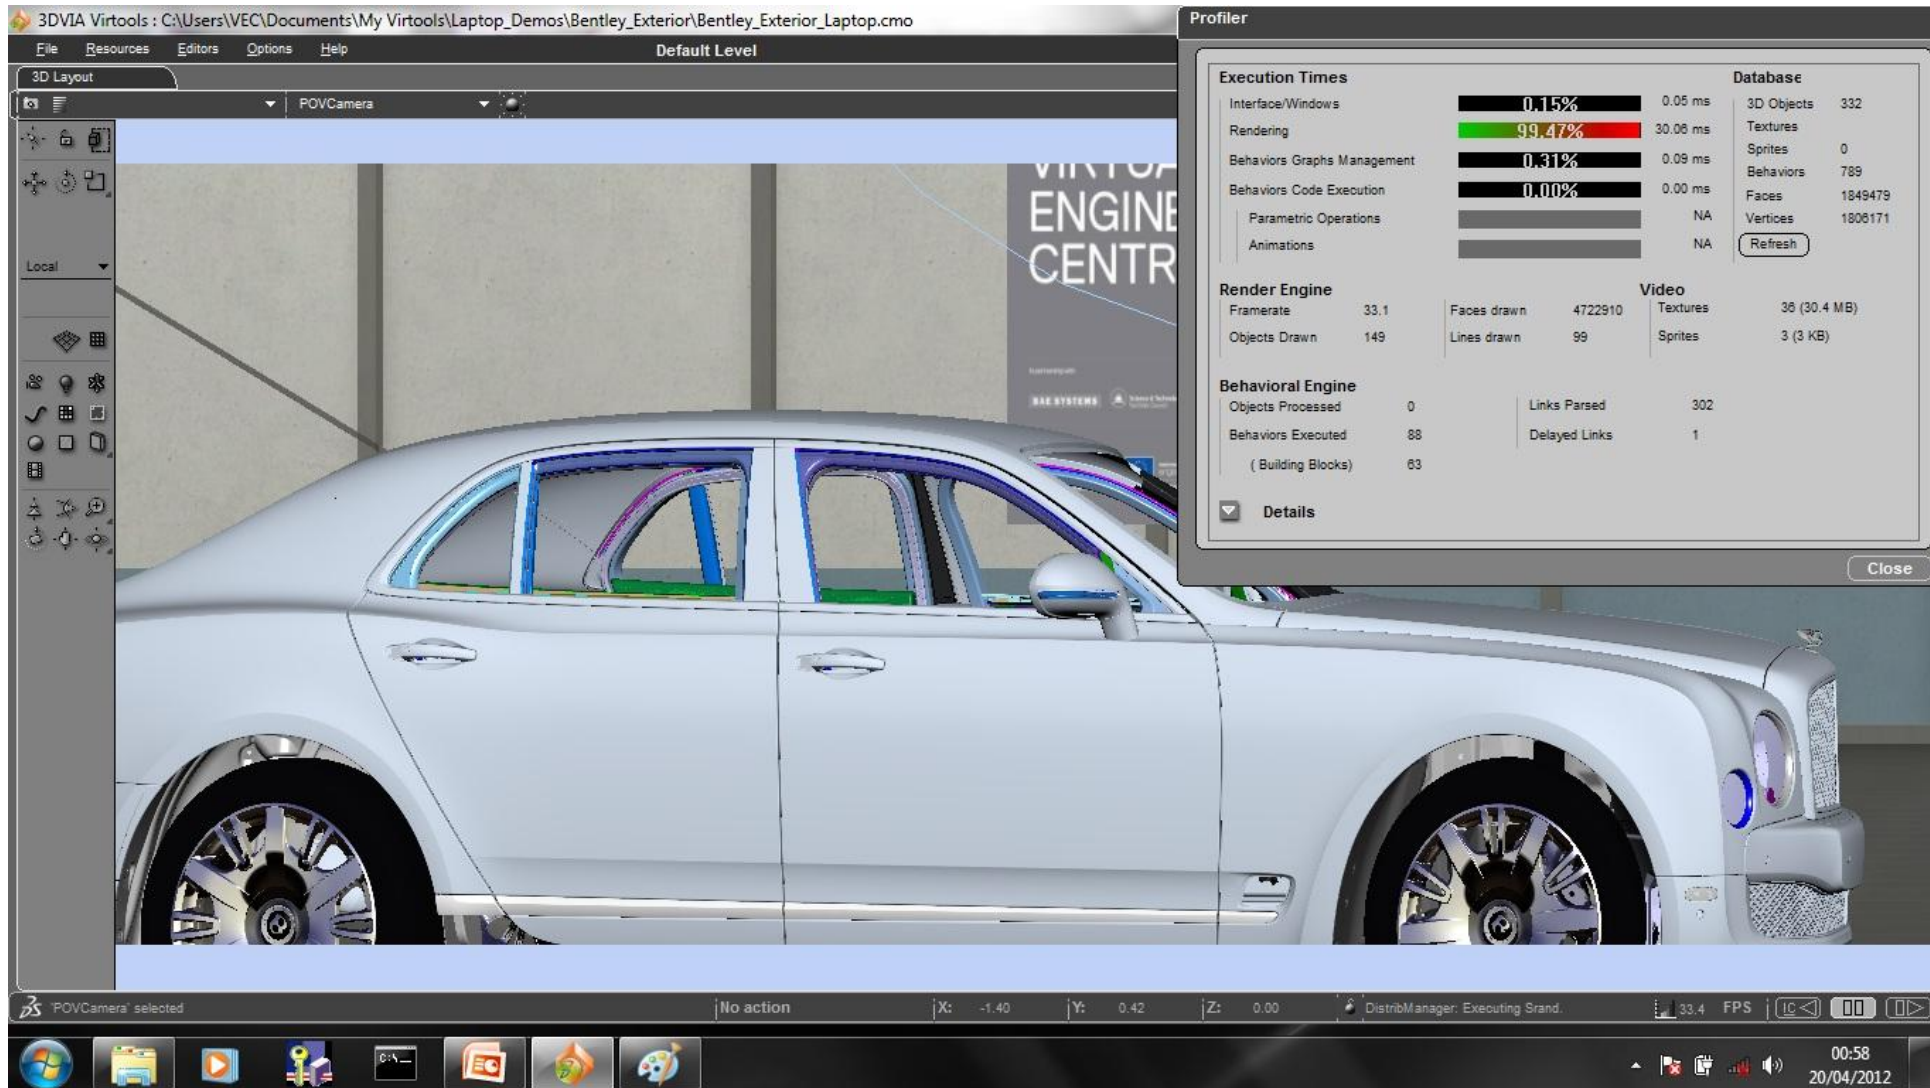 3DVIA Virtools : C:\Users\VEC\Documents\My Virtools\Laptop_Demos\Bentley_Exterior\Bentley_Exterior_Laptop.cmo
File Resources Editors Options Help Default Level
3D Layout
POVCamera
Local
ENGINE
CENTR
BAE SYSTEMS
Profiler
Execution Times
Interface/Windows 0.15% 0.05 ms
Rendering 99.47% 30.06 ms
Behaviors Graphs Management 0.31% 0.09 ms
Behaviors Code Execution 0.00% 0.00 ms
Parametric Operations NA
Animations NA
Database
3D Objects 332
Textures
Sprites 0
Behaviors 789
Faces 1849479
Vertices 1806171
Refresh
Render Engine
Framerate 33.1 Faces drawn 4722910
Objects Drawn 149 Lines drawn 99
Video
Textures 36 (30.4 MB)
Sprites 3 (3 KB)
Behavioral Engine
Objects Processed 0 Links Parsed 302
Behaviors Executed 88 Delayed Links 1
( Building Blocks) 63
Details
Close
'POVCamera' selected No action X: -1.40 Y: 0.42 Z: 0.00 DistribManager: Executing Srand. 33.4 FPS IC
C:\_
00:58
20/04/2012